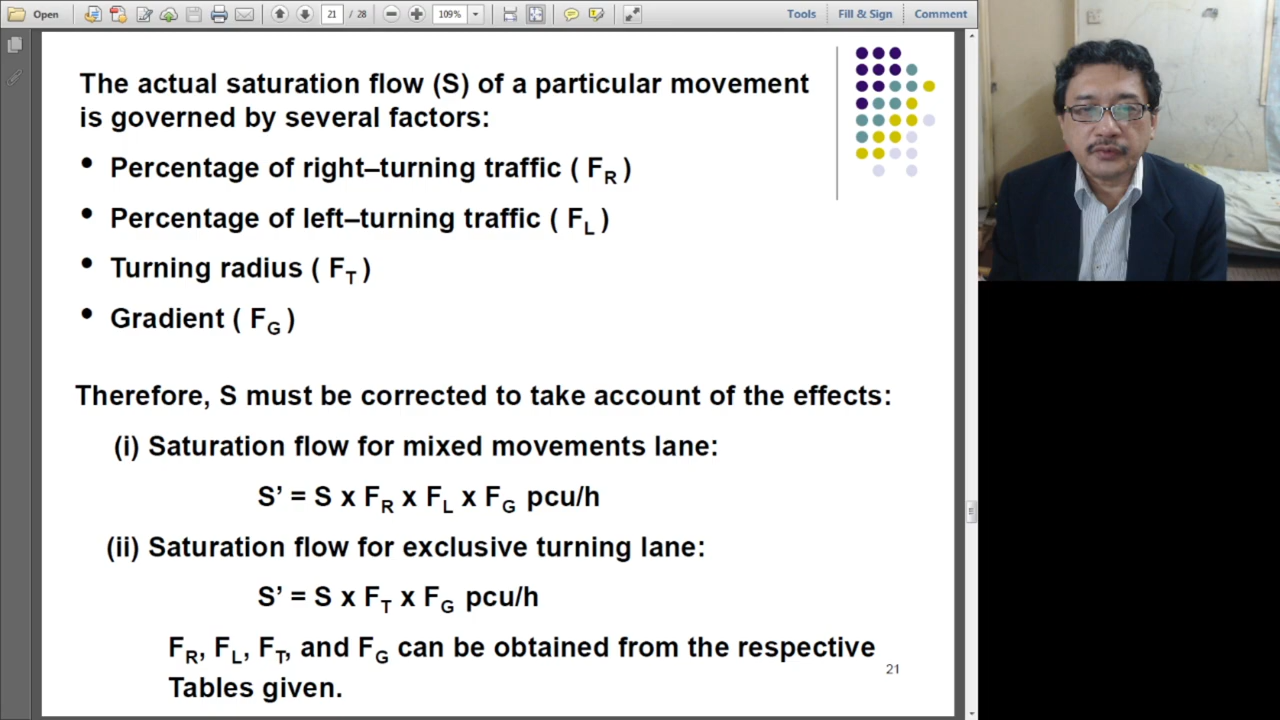 Open 21 / 28 109% Tools Fill & Sign Comment
The actual saturation flow (S) of a particular movement
is governed by several factors:
• Percentage of right–turning traffic ( FR )
• Percentage of left–turning traffic ( FL )
• Turning radius ( FT )
• Gradient ( FG )
Therefore, S must be corrected to take account of the effects:
(i) Saturation flow for mixed movements lane:
S’ = S x FR x FL x FG pcu/h
(ii) Saturation flow for exclusive turning lane:
S’ = S x FT x FG pcu/h
FR, FL, FT, and FG can be obtained from the respective
Tables given.
21